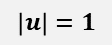 |u| = 1